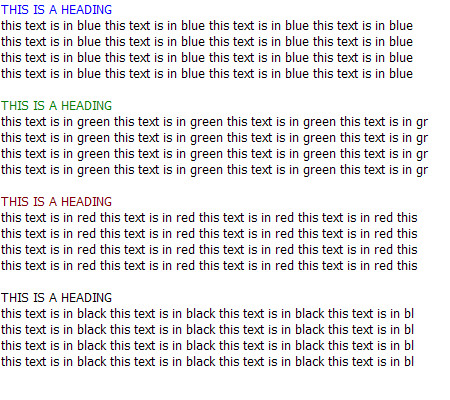 THIS IS A HEADING
this text is in blue this text is in blue this text is in blue this text is in blue
this text is in blue this text is in blue this text is in blue this text is in blue
this text is in blue this text is in blue this text is in blue this text is in blue
this text is in blue this text is in blue this text is in blue this text is in blue
THIS IS A HEADING
this text is in green this text is in green this text is in green this text is in gr
this text is in green this text is in green this text is in green this text is in gr
this text is in green this text is in green this text is in green this text is in gr
this text is in green this text is in green this text is in green this text is in gr
THIS IS A HEADING
this text is in red this text is in red this text is in red this text is in red this
this text is in red this text is in red this text is in red this text is in red this
this text is in red this text is in red this text is in red this text is in red this
this text is in red this text is in red this text is in red this text is in red this
THIS IS A HEADING
this text is in black this text is in black this text is in black this text is in bl
this text is in black this text is in black this text is in black this text is in bl
this text is in black this text is in black this text is in black this text is in bl
this text is in black this text is in black this text is in black this text is in bl